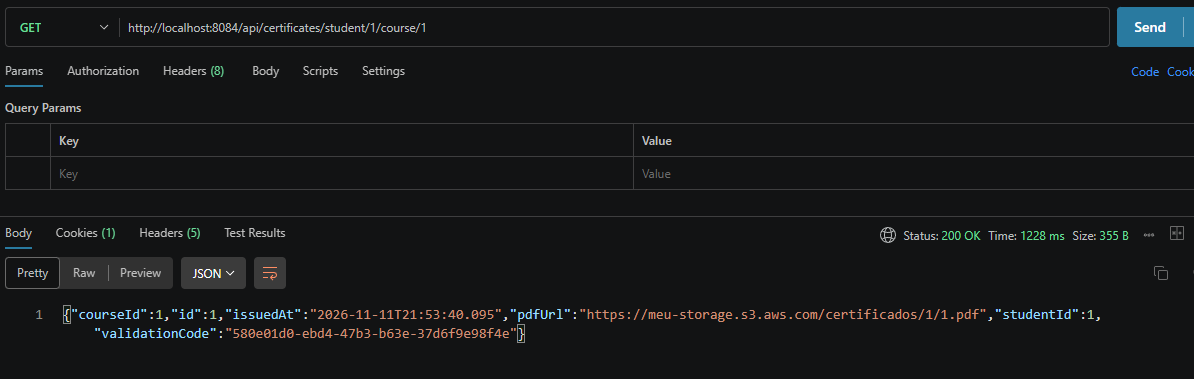 GET http://localhost:8084/api/certificates/student/1/course/1 Send
Params Authorization Headers (8) Body Scripts Settings Code Cook
Query Params
Key Value
Key Value
Body Cookies (1) Headers (5) Test Results Status: 200 OK Time: 1228 ms Size: 355 B
Pretty Raw Preview JSON
1 {"courseId":1,"id":1,"issuedAt":"2026-11-11T21:53:40.095","pdfUrl":"https://meu-storage.s3.aws.com/certificados/1/1.pdf","studentId":1,
"validationCode":"580e01d0-ebd4-47b3-b63e-37d6f9e98f4e"}